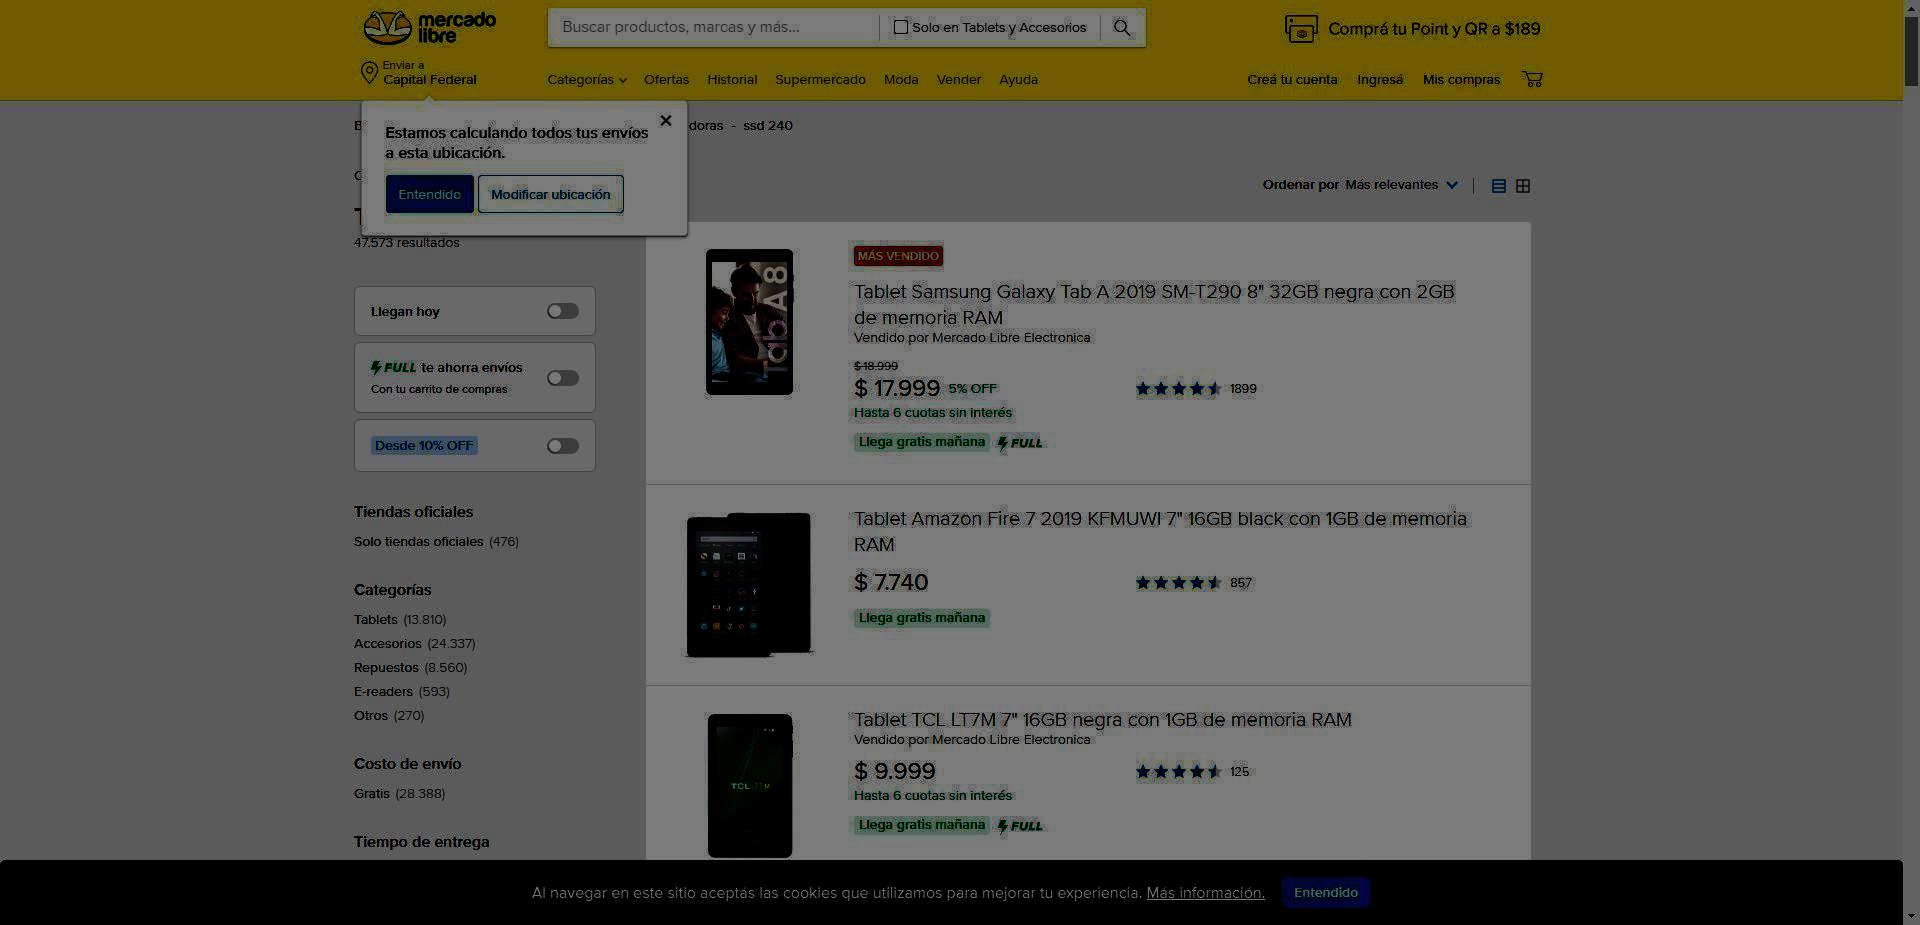 mercado
libre
Buscar productos, marcas y más...
Solo en Tablets y Accesorios
Comprá tu Point y QR a $189
Enviar a
Capital Federal
Categorías
Ofertas
Historial
Supermercado
Moda
Vender
Ayuda
Creá tu cuenta
Ingresá
Mis compras
doras - ssd 240
Estamos calculando todos tus envíos
a esta ubicación.
Entendido
Modificar ubicación
47.573 resultados
Ordenar por Más relevantes
Llegan hoy
FULL te ahorra envíos
Con tu carrito de compras
Desde 10% OFF
Tiendas oficiales
Solo tiendas oficiales (476)
Categorías
Tablets (13.810)
Accesorios (24.337)
Repuestos (8.560)
E-readers (593)
Otros (270)
Costo de envío
Gratis (28.388)
Tiempo de entrega
Tab A8
MÁS VENDIDO
Tablet Samsung Galaxy Tab A 2019 SM-T290 8" 32GB negra con 2GB
de memoria RAM
Vendido por Mercado Libre Electronica
$ 18.999
$ 17.999 5% OFF
1899
Hasta 6 cuotas sin interés
Llega gratis mañana FULL
Tablet Amazon Fire 7 2019 KFMUWI 7" 16GB black con 1GB de memoria
RAM
$ 7.740
857
Llega gratis mañana
TCL LT7M
Tablet TCL LT7M 7" 16GB negra con 1GB de memoria RAM
Vendido por Mercado Libre Electronica
$ 9.999
125
Hasta 6 cuotas sin interés
Llega gratis mañana FULL
Al navegar en este sitio aceptás las cookies que utilizamos para mejorar tu experiencia. Más información.
Entendido